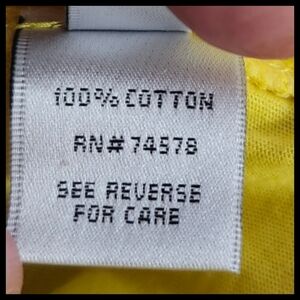 100% COTTON
RN# 74578
SEE REVERSE
FOR CARE